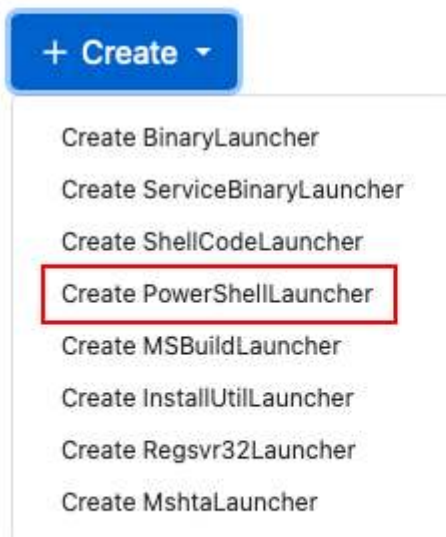 + Create
Create BinaryLauncher
Create ServiceBinaryLauncher
Create ShellCodeLauncher
Create PowerShellLauncher
Create MSBuildLauncher
Create InstallUtilLauncher
Create Regsvr32Launcher
Create MshtaLauncher